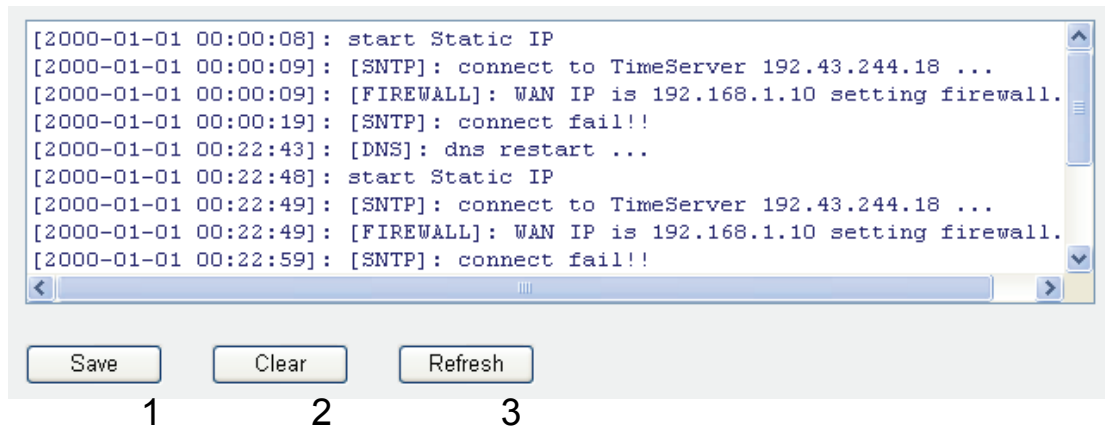 [2000-01-01 00:00:08]: start Static IP
[2000-01-01 00:00:09]: [SNTP]: connect to TimeServer 192.43.244.18 ...
[2000-01-01 00:00:09]: [FIREWALL]: WAN IP is 192.168.1.10 setting firewall.
[2000-01-01 00:00:19]: [SNTP]: connect fail!!
[2000-01-01 00:22:43]: [DNS]: dns restart ...
[2000-01-01 00:22:48]: start Static IP
[2000-01-01 00:22:49]: [SNTP]: connect to TimeServer 192.43.244.18 ...
[2000-01-01 00:22:49]: [FIREWALL]: WAN IP is 192.168.1.10 setting firewall.
[2000-01-01 00:22:59]: [SNTP]: connect fail!!
Save Clear Refresh
1 2 3